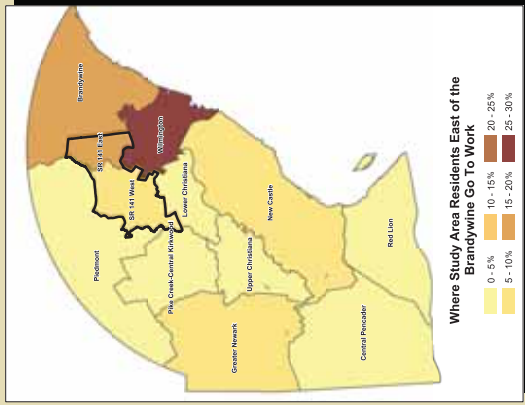 Brandywine
SR 141 East
Wilmington
SR 141 West
Lower Christiana
Piedmont
Pike Creek-Central Kirkwood
New Castle
Upper Christiana
Red Lion
Greater Newark
Central Pencader
Where Study Area Residents East of the
Brandywine Go To Work
0 - 5%
10 - 15%
20 - 25%
5 - 10%
15 - 20%
25 - 30%